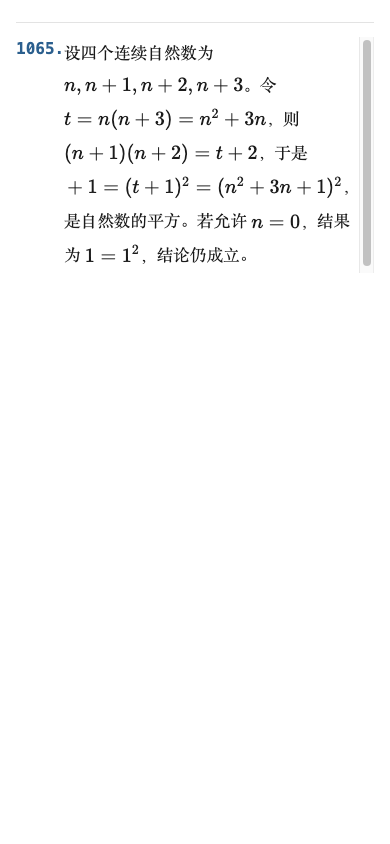 1065. 设四个连续自然数为
n, n + 1, n + 2, n + 3。令
t = n(n + 3) = n² + 3n，则
(n + 1)(n + 2) = t + 2，于是
+ 1 = (t + 1)² = (n² + 3n + 1)²，
是自然数的平方。若允许 n = 0，结果
为 1 = 1²，结论仍成立。